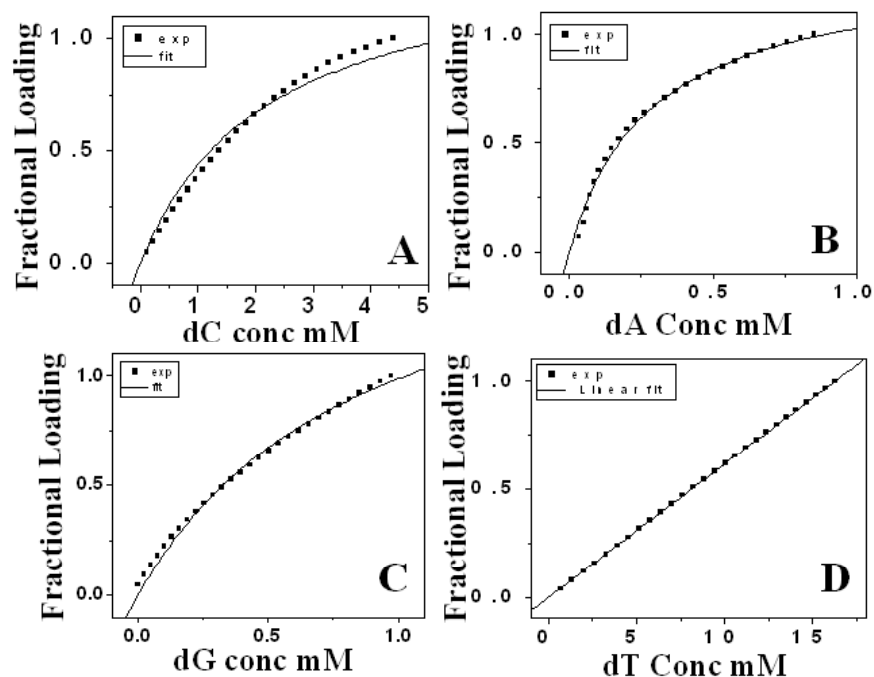 Fractional Loading
1.0
0.5
0.0
exp
fit
A
0 1 2 3 4 5
dC conc mM
Fractional Loading
1.0
0.5
0.0
exp
fit
B
0.0 0.5 1.0
dA Conc mM
Fractional Loading
1.0
0.5
0.0
exp
fit
C
0.0 0.5 1.0
dG conc mM
Fractional Loading
1.0
0.5
0.0
exp
Linear fit
D
0 5 10 15
dT Conc mM